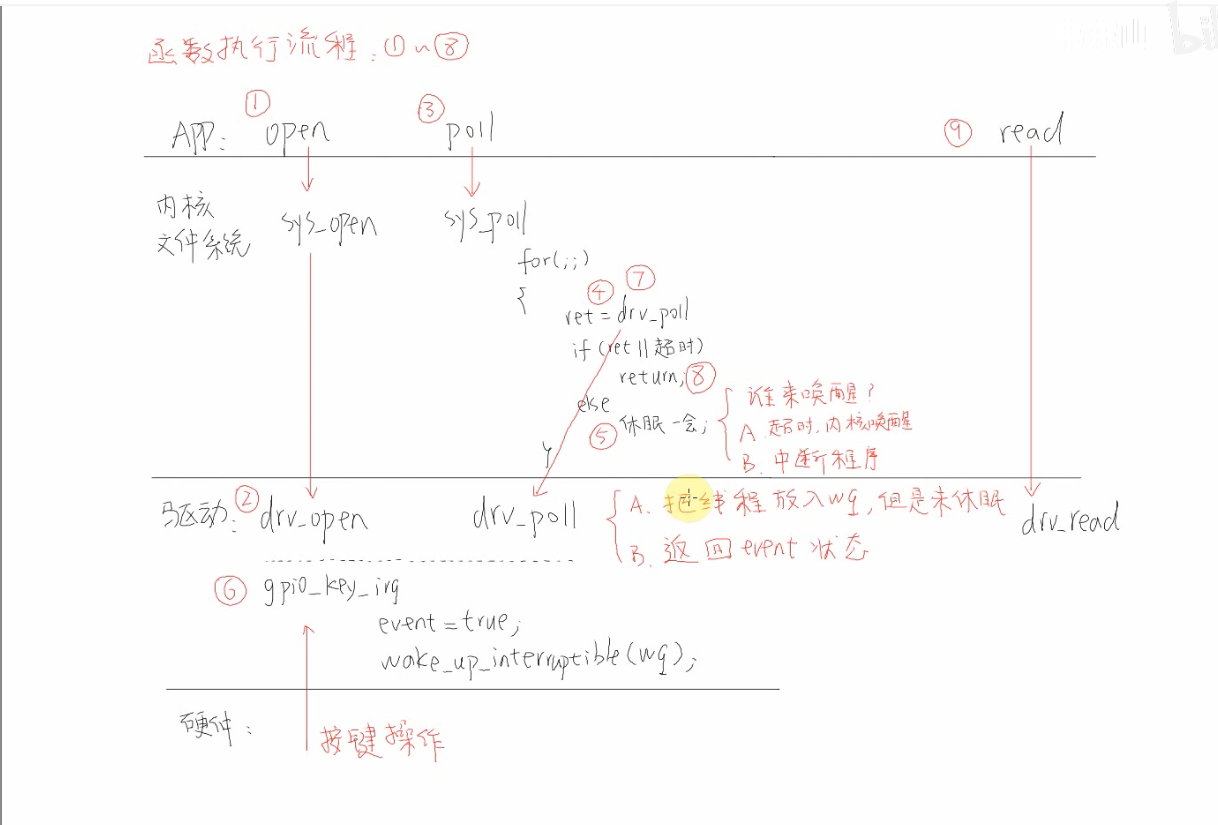 函数执行流程:①~⑧
APP: ① open ③ poll ⑨ read
内核
文件系统
sys_open sys_poll
for(;;)
{
④ ⑦
ret = drv_poll
if (ret || 超时)
return; ⑧
else
⑤ 休眠一会;
谁来唤醒?
A. 超时,内核唤醒
B. 中断程序
驱动: ② drv_open drv_poll drv_read
A. 把线程放入wq,但是未休眠
B. 返回event状态
⑥ gpio_key_irq
event = true;
wake_up_interruptible(wq);
硬件:
按键操作